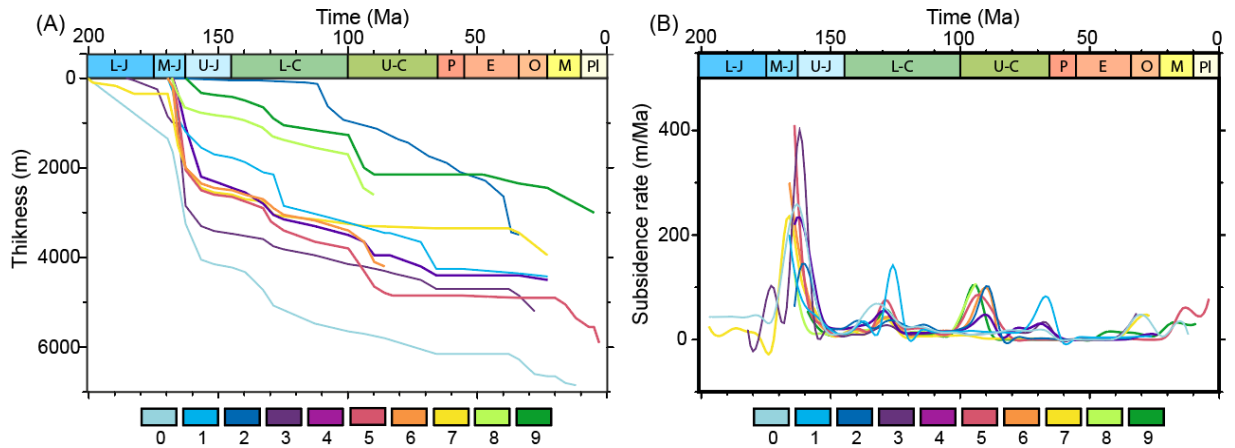 (A) Time (Ma)
200 150 100 50 0
L-J M-J U-J L-C U-C P E O M Pl
Thikness (m)
0
2000
4000
6000
0 1 2 3 4 5 6 7 8 9
(B) Time (Ma)
200 150 100 50 0
L-J M-J U-J L-C U-C P E O M Pl
Subsidence rate (m/Ma)
400
200
0
0 1 2 3 4 5 6 7 8 9